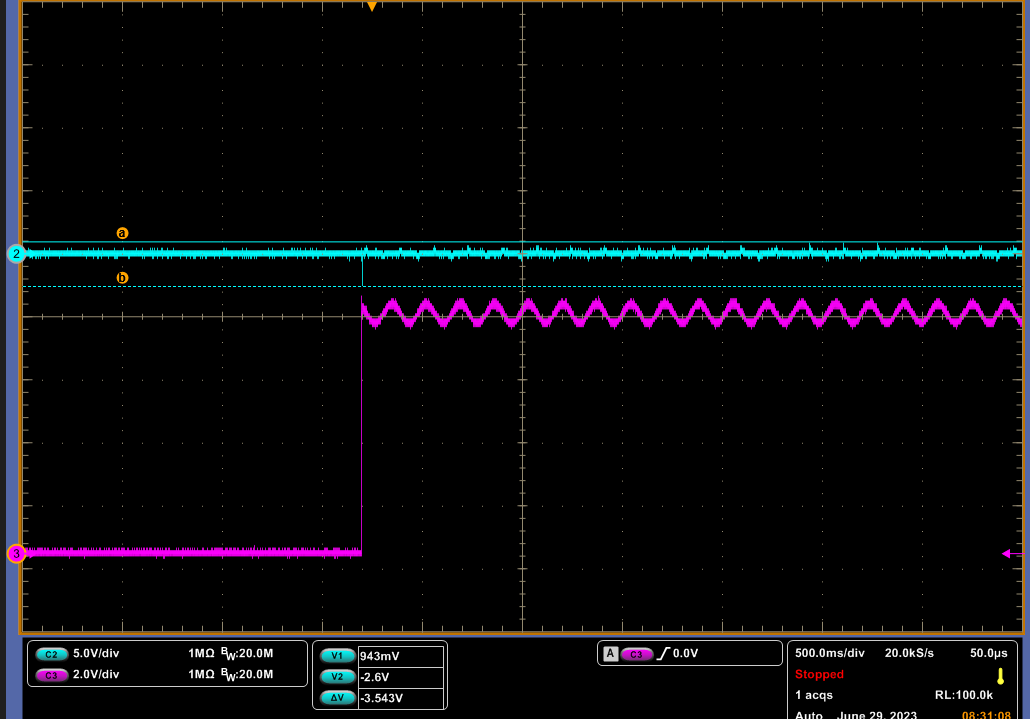 a
2
b
3
C2 5.0V/div 1MΩ BW:20.0M
C3 2.0V/div 1MΩ BW:20.0M
V1 943mV
V2 -2.6V
ΔV -3.543V
A C3 0.0V
500.0ms/div 20.0kS/s 50.0µs
Stopped
1 acqs RL:100.0k
Auto June 29, 2023 08:31:08